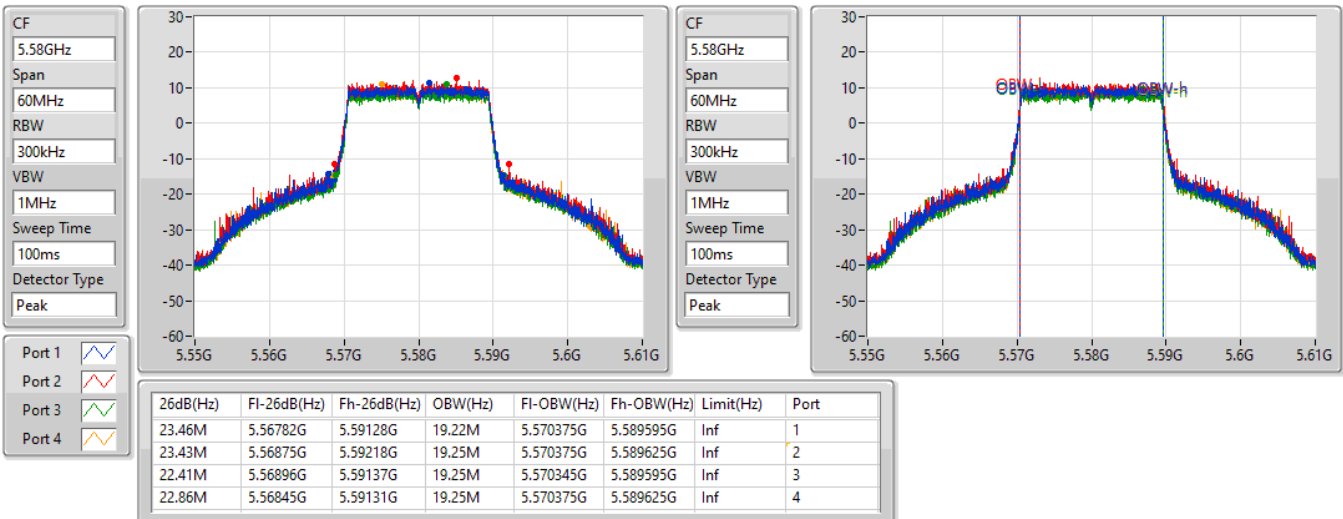 CF
5.58GHz
Span
60MHz
RBW
300kHz
VBW
1MHz
Sweep Time
100ms
Detector Type
Peak
30
20
10
0
-10
-20
-30
-40
-50
-60
5.55G 5.56G 5.57G 5.58G 5.59G 5.6G 5.61G
CF
5.58GHz
Span
60MHz
RBW
300kHz
VBW
1MHz
Sweep Time
100ms
Detector Type
Peak
30
20
10
0
-10
-20
-30
-40
-50
-60
OBW-h
5.55G 5.56G 5.57G 5.58G 5.59G 5.6G 5.61G
Port 1
Port 2
Port 3
Port 4
26dB(Hz) Fl-26dB(Hz) Fh-26dB(Hz) OBW(Hz) Fl-OBW(Hz) Fh-OBW(Hz) Limit(Hz) Port
23.46M 5.56782G 5.59128G 19.22M 5.570375G 5.589595G Inf 1
23.43M 5.56875G 5.59218G 19.25M 5.570375G 5.589625G Inf 2
22.41M 5.56896G 5.59137G 19.25M 5.570345G 5.589595G Inf 3
22.86M 5.56845G 5.59131G 19.25M 5.570375G 5.589625G Inf 4